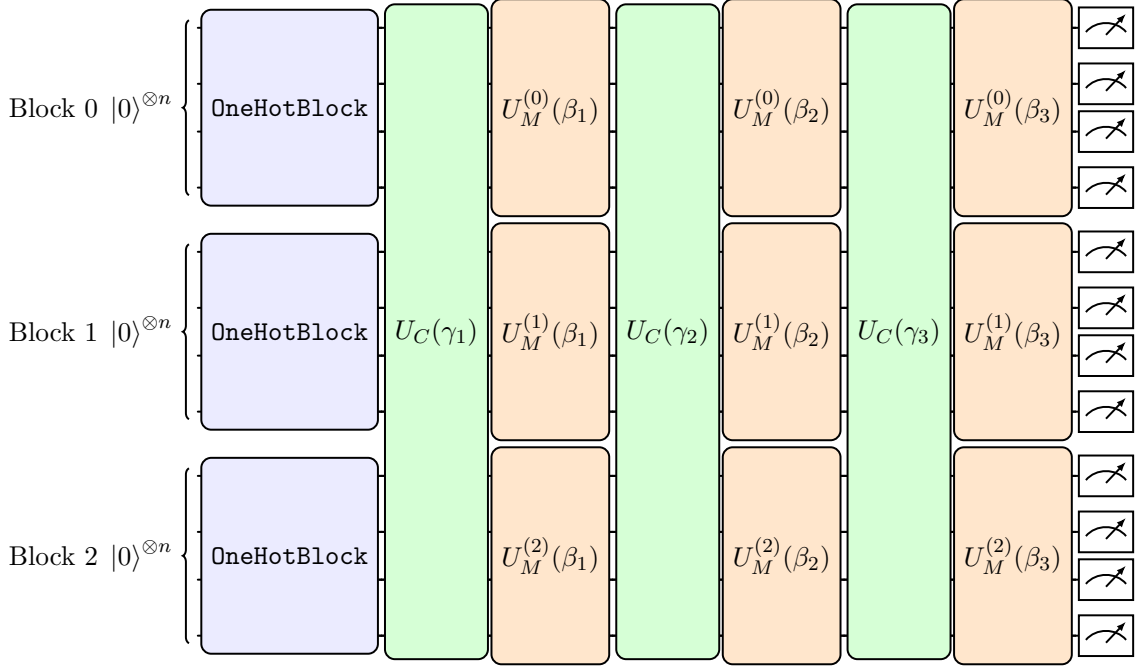 Block 0 |0⟩^{⊗n} OneHotBlock U_M^{(0)}(β_1) U_M^{(0)}(β_2) U_M^{(0)}(β_3)
Block 1 |0⟩^{⊗n} OneHotBlock U_C(γ_1) U_M^{(1)}(β_1) U_C(γ_2) U_M^{(1)}(β_2) U_C(γ_3) U_M^{(1)}(β_3)
Block 2 |0⟩^{⊗n} OneHotBlock U_M^{(2)}(β_1) U_M^{(2)}(β_2) U_M^{(2)}(β_3)